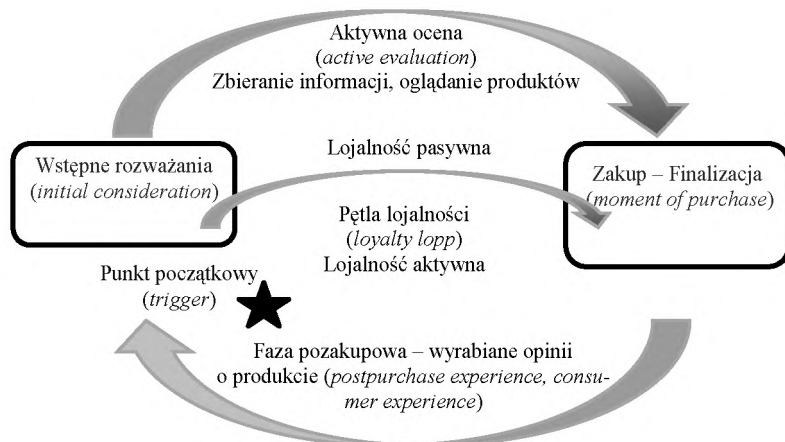 Aktywna ocena
(active evaluation)
Zbieranie informacji, oglądanie produktów
Wstępne rozważania
(initial consideration)
Lojalność pasywna
Zakup – Finalizacja
(moment of purchase)
Pętla lojalności
(loyalty lopp)
Lojalność aktywna
Punkt początkowy
(trigger)
Faza pozakupowa – wyrabiane opinii
o produkcie (postpurchase experience, consu-
mer experience)